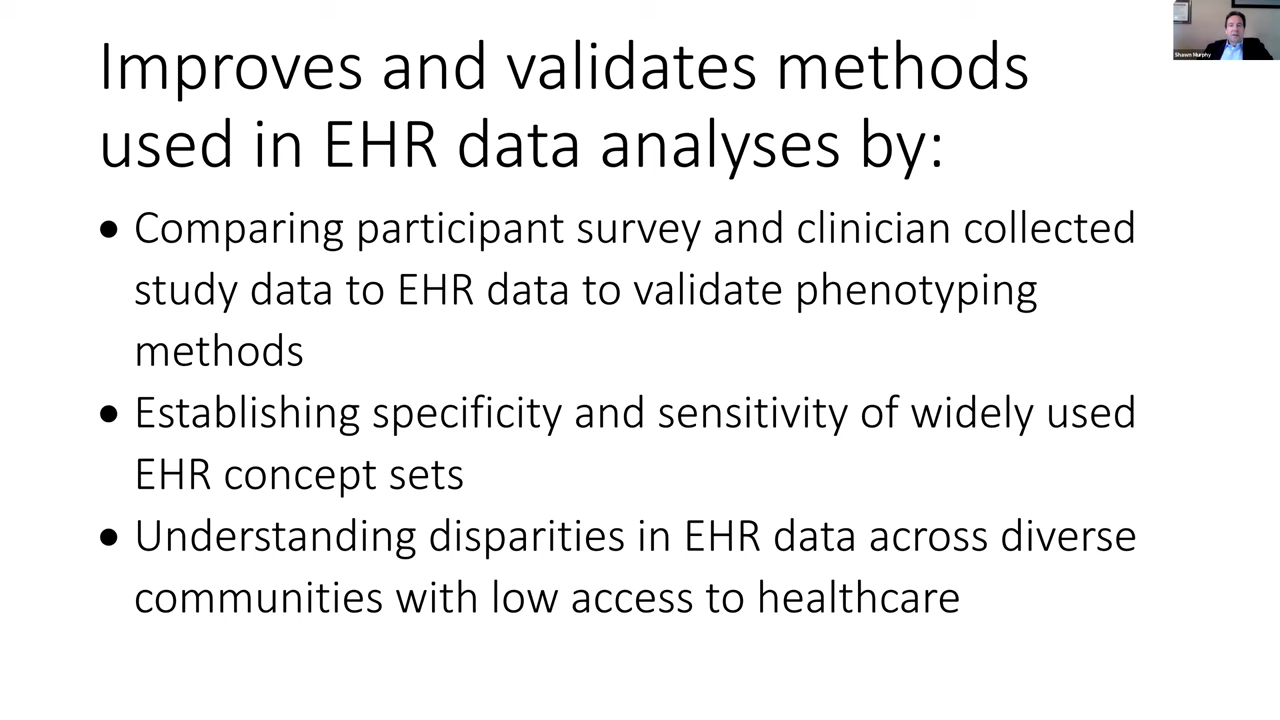 Improves and validates methods
used in EHR data analyses by:
• Comparing participant survey and clinician collected
study data to EHR data to validate phenotyping
methods
• Establishing specificity and sensitivity of widely used
EHR concept sets
• Understanding disparities in EHR data across diverse
communities with low access to healthcare
Shawn Murphy